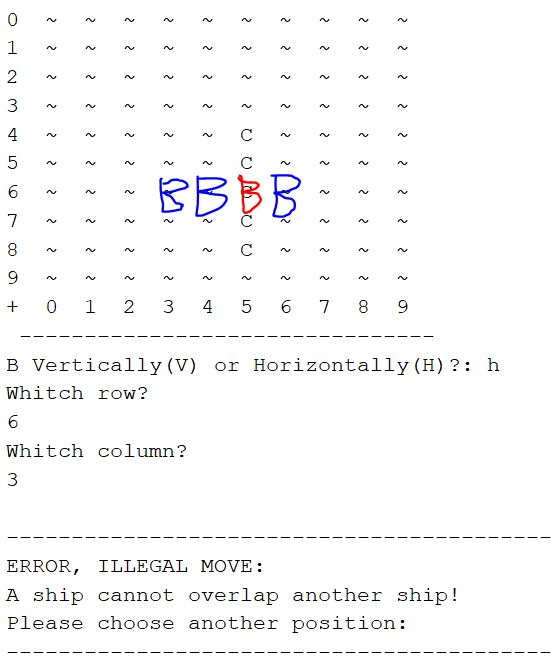 0 ~ ~ ~ ~ ~ ~ ~ ~ ~ ~
1 ~ ~ ~ ~ ~ ~ ~ ~ ~ ~
2 ~ ~ ~ ~ ~ ~ ~ ~ ~ ~
3 ~ ~ ~ ~ ~ ~ ~ ~ ~ ~
4 ~ ~ ~ ~ ~ C ~ ~ ~ ~
5 ~ ~ ~ ~ ~ C ~ ~ ~ ~
6 ~ ~ ~ B B B B ~ ~ ~
7 ~ ~ ~ ~ ~ C ~ ~ ~ ~
8 ~ ~ ~ ~ ~ C ~ ~ ~ ~
9 ~ ~ ~ ~ ~ ~ ~ ~ ~ ~
+ 0 1 2 3 4 5 6 7 8 9
--------------------------------
B Vertically(V) or Horizontally(H)?: h
Whitch row?
6
Whitch column?
3
------------------------------------------
ERROR, ILLEGAL MOVE:
A ship cannot overlap another ship!
Please choose another position:
------------------------------------------